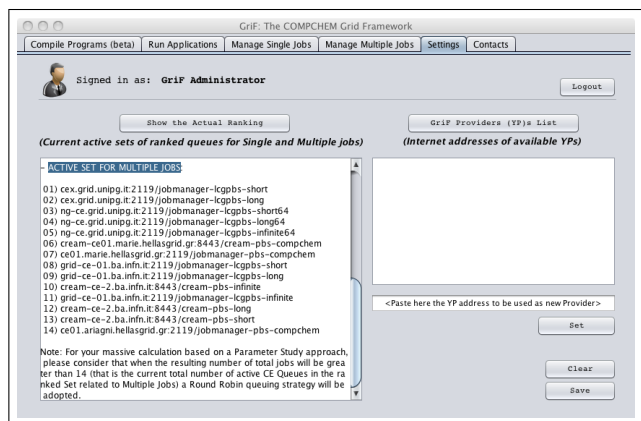 GriF: The COMPCHEM Grid Framework
Compile Programs (beta) Run Applications Manage Single Jobs Manage Multiple Jobs Settings Contacts
Signed in as: GriF Administrator
Logout
Show the Actual Ranking
GriF Providers (YP)s List
(Current active sets of ranked queues for Single and Multiple jobs)
(Internet addresses of available YPs)
- ACTIVE SET FOR MULTIPLE JOBS:
01) cex.grid.unipg.it:2119/jobmanager-lcgpbs-short
02) cex.grid.unipg.it:2119/jobmanager-lcgpbs-long
03) ng-ce.grid.unipg.it:2119/jobmanager-lcgpbs-short64
04) ng-ce.grid.unipg.it:2119/jobmanager-lcgpbs-long64
05) ng-ce.grid.unipg.it:2119/jobmanager-lcgpbs-infinite64
06) cream-ce01.marie.hellasgrid.gr:8443/cream-pbs-compchem
07) ce01.marie.hellasgrid.gr:2119/jobmanager-pbs-compchem
08) grid-ce-01.ba.infn.it:2119/jobmanager-lcgpbs-short
09) grid-ce-01.ba.infn.it:2119/jobmanager-lcgpbs-long
10) cream-ce-2.ba.infn.it:8443/cream-pbs-infinite
11) grid-ce-01.ba.infn.it:2119/jobmanager-lcgpbs-infinite
12) cream-ce-2.ba.infn.it:8443/cream-pbs-long
13) cream-ce-2.ba.infn.it:8443/cream-pbs-short
14) ce01.ariagni.hellasgrid.gr:2119/jobmanager-pbs-compchem
Note: For your massive calculation based on a Parameter Study approach,
please consider that when the resulting number of total jobs will be grea
ter than 14 (that is the current total number of active CE Queues in the ra
nked Set related to Multiple Jobs) a Round Robin queuing strategy will be
adopted.
<Paste here the YP address to be used as new Provider>
Set
Clear
Save